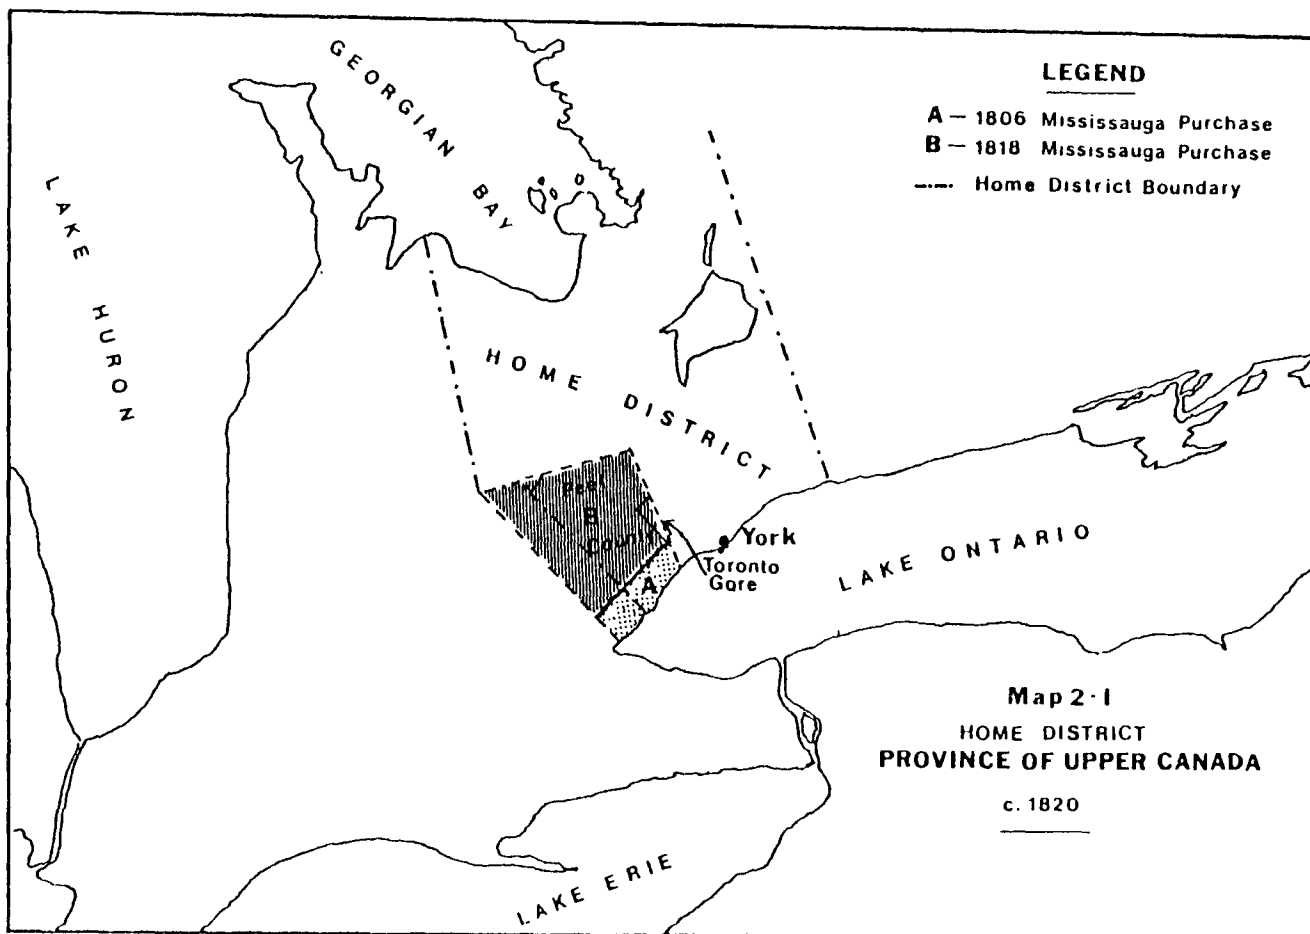 GEORGIAN BAY
LEGEND
A — 1806 Mississauga Purchase
B — 1818 Mississauga Purchase
Home District Boundary
LAKE HURON
HOME DISTRICT
Peel
B
County
York
Toronto
Gore
A
LAKE ONTARIO
Map 2-1
HOME DISTRICT
PROVINCE OF UPPER CANADA
c. 1820
LAKE ERIE